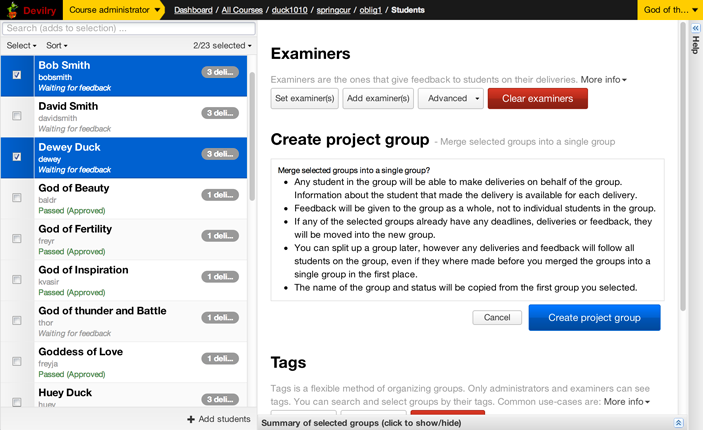 Devilry
Course administrator
Dashboard / All Courses / duck1010 / springcur / oblig1 / Students
God of th...
Search (adds to selection) ...
Select Sort 2/23 selected
Bob Smith
bobsmith
Waiting for feedback
3 deli...
David Smith
davidsmith
Waiting for feedback
3 deli...
Dewey Duck
dewey
Waiting for feedback
3 deli...
God of Beauty
baldr
Passed (Approved)
1 deli...
God of Fertility
freyr
Passed (Approved)
1 deli...
God of Inspiration
kvasir
Passed (Approved)
1 deli...
God of thunder and Battle
thor
Waiting for feedback
1 deli...
Goddess of Love
freyja
Passed (Approved)
1 deli...
Huey Duck
huey
3 deli...
+ Add students
Examiners
Examiners are the ones that give feedback to students on their deliveries. More info
Set examiner(s) Add examiner(s) Advanced Clear examiners
Create project group - Merge selected groups into a single group
Merge selected groups into a single group?
• Any student in the group will be able to make deliveries on behalf of the group.
Information about the student that made the delivery is available for each delivery.
• Feedback will be given to the group as a whole, not to individual students in the group.
• If any of the selected groups already have any deadlines, deliveries or feedback, they
will be moved into the new group.
• You can split up a group later, however any deliveries and feedback will follow all
students on the group, even if they where made before you merged the groups into a
single group in the first place.
• The name of the group and status will be copied from the first group you selected.
Cancel Create project group
Tags
Tags is a flexible method of organizing groups. Only administrators and examiners can see
tags. You can search and select groups by their tags. Common use-cases are: More info
Summary of selected groups (click to show/hide)
Help